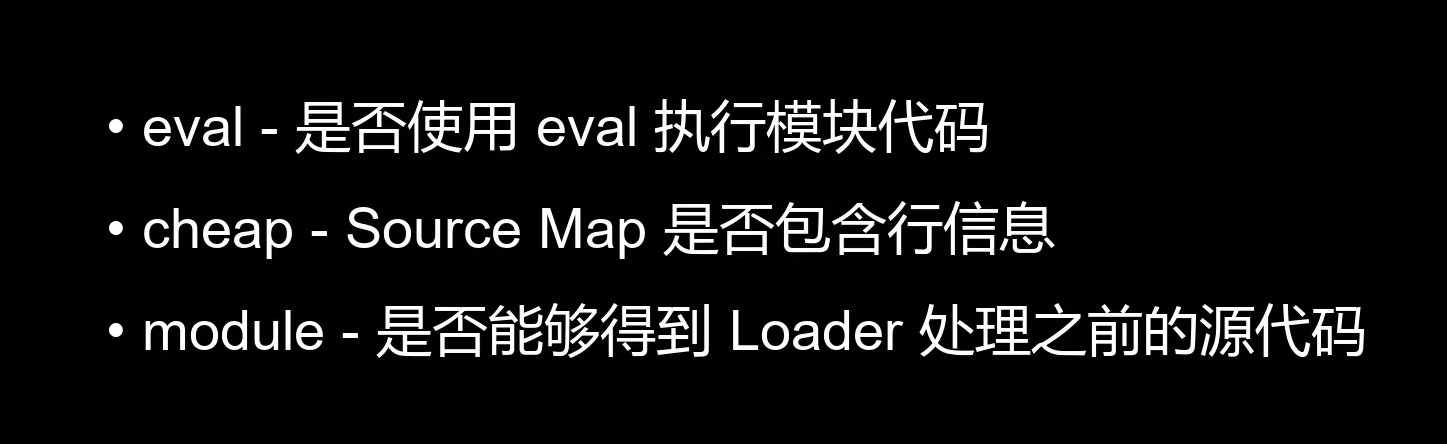 • eval - 是否使用 eval 执行模块代码
• cheap - Source Map 是否包含行信息
• module - 是否能够得到 Loader 处理之前的源代码